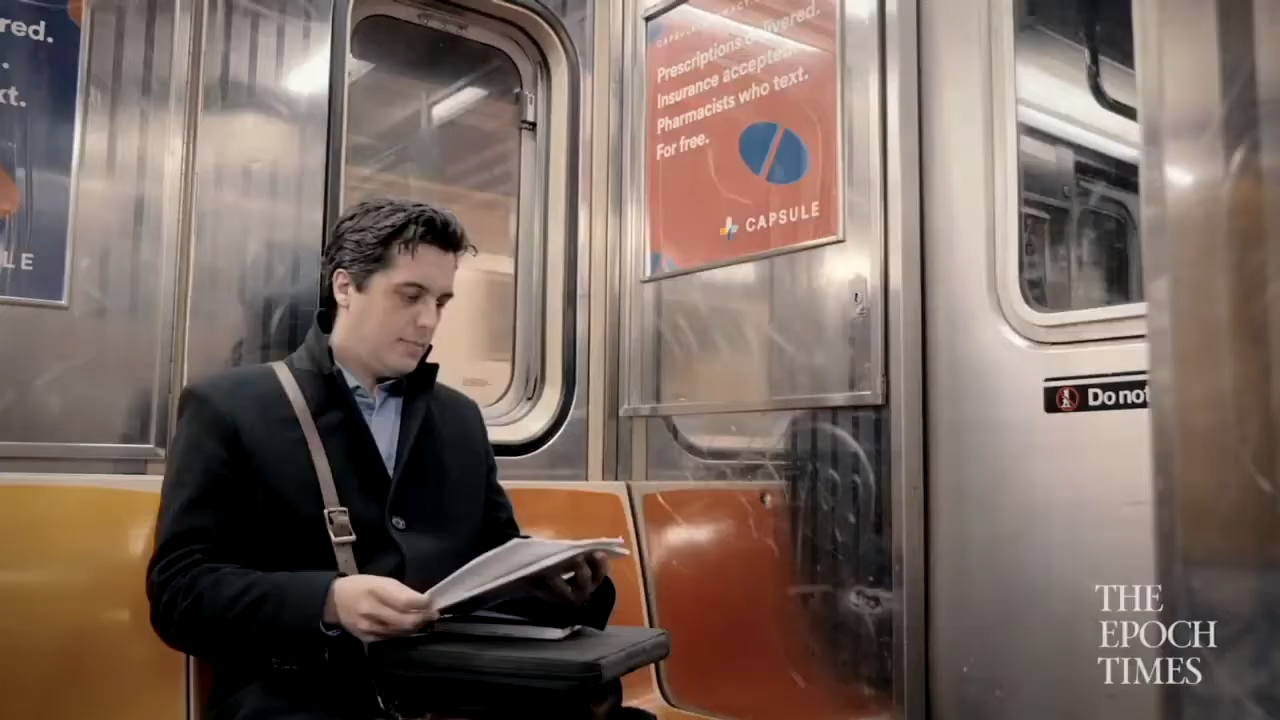 red.
xt.
LE
Prescriptions delivered.
Insurance accepted.
Pharmacists who text.
For free.
CAPSULE
Do not
THE
EPOCH
TIMES